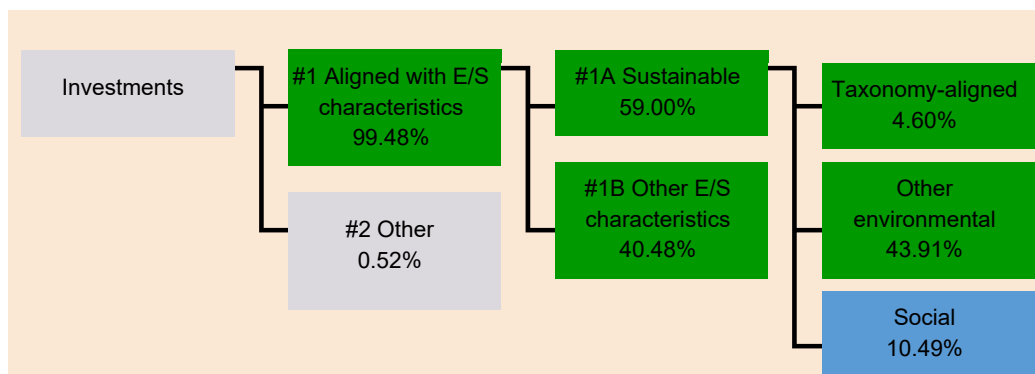 Investments
#1 Aligned with E/S
characteristics
99.48%
#2 Other
0.52%
#1A Sustainable
59.00%
#1B Other E/S
characteristics
40.48%
Taxonomy-aligned
4.60%
Other
environmental
43.91%
Social
10.49%